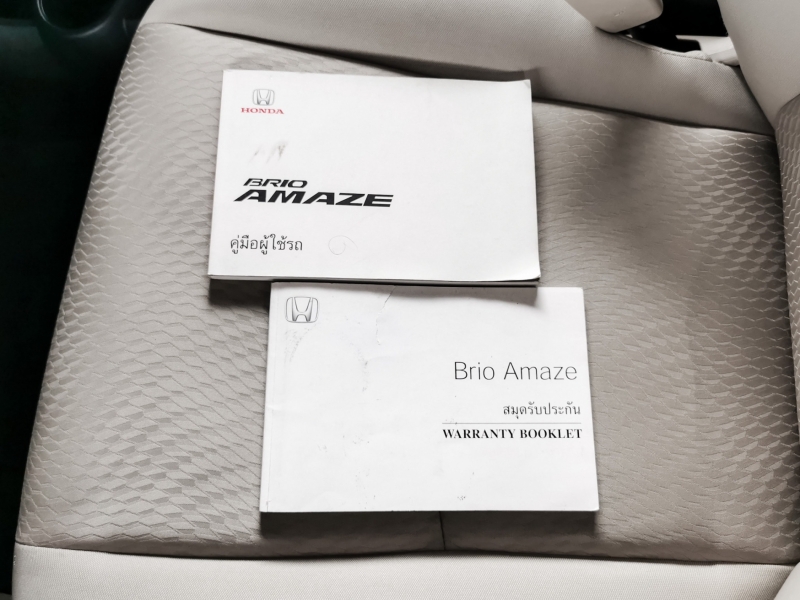 HONDA
BRIO
AMAZE
คู่มือผู้ใช้รถ
Brio Amaze
สมุดรับประกัน
WARRANTY BOOKLET